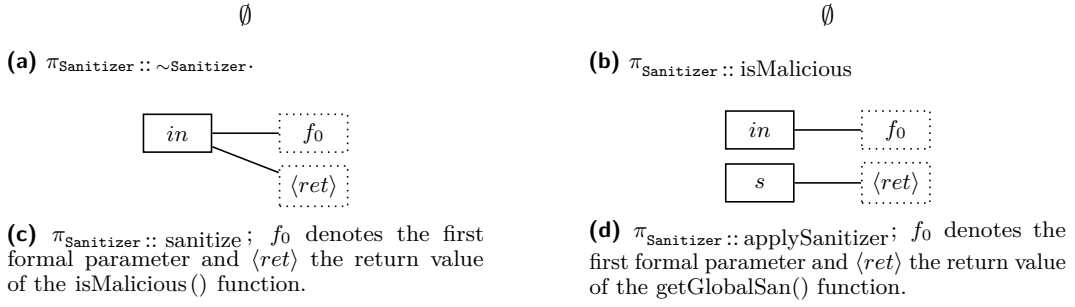 ∅
(a) π_Sanitizer::~Sanitizer.
∅
(b) π_Sanitizer::isMalicious
in
f₀
⟨ret⟩
(c) π_Sanitizer::sanitize; f₀ denotes the first
formal parameter and ⟨ret⟩ the return value
of the isMalicious() function.
in
f₀
s
⟨ret⟩
(d) π_Sanitizer::applySanitizer; f₀ denotes the
first formal parameter and ⟨ret⟩ the return value
of the getGlobalSan() function.